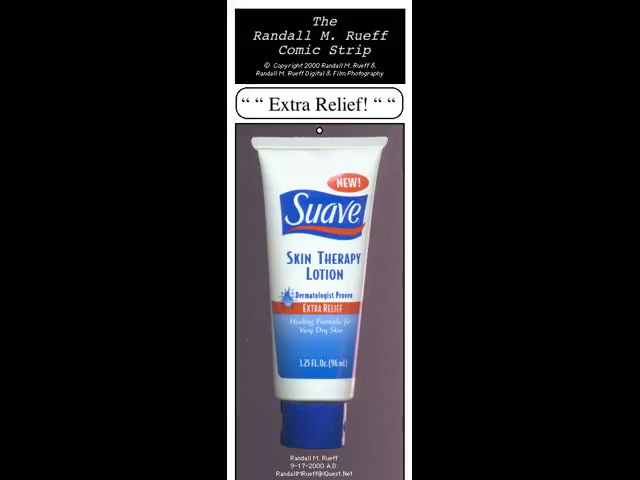 The
Randall M. Rueff
Comic Strip
© Copyright 2000 Randall M. Rueff &
Randall M. Rueff Digital & Film Photography
“ “ Extra Relief! “ “
NEW!
Suave
SKIN THERAPY
LOTION
Dermatologist Proven
EXTRA RELIEF
Healing Formula for
Very Dry Skin
3.25 FL. Oz. (96 mL)
Randall M. Rueff
9-17-2000 A.D.
RandallMRueff@IQuest.Net